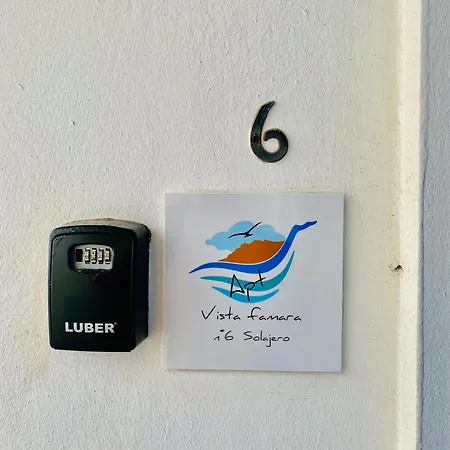 6
LUBER®
Apt
Vista famara
nº6 Solajero